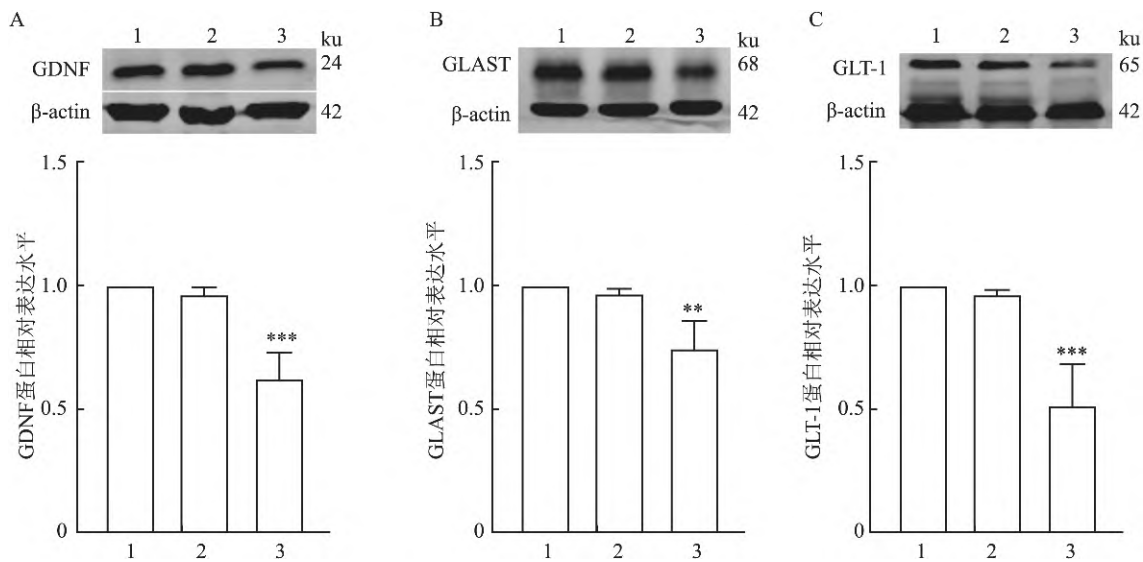 A
1 2 3 ku
GDNF 24
β-actin 42
1.5
1.0
***
0.5
0
GDNF蛋白相对表达水平
1 2 3
B
1 2 3 ku
GLAST 68
β-actin 42
1.5
1.0
**
0.5
0
GLAST蛋白相对表达水平
1 2 3
C
1 2 3 ku
GLT-1 65
β-actin 42
1.5
1.0
***
0.5
0
GLT-1蛋白相对表达水平
1 2 3